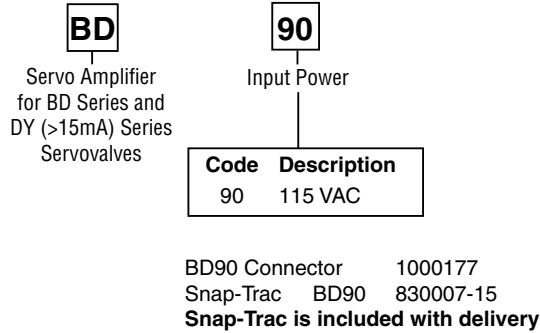 BD 90
Servo Amplifier
for BD Series and
DY (>15mA) Series
Servovalves
Input Power
Code Description
90 115 VAC
BD90 Connector 1000177
Snap-Trac BD90 830007-15
Snap-Trac is included with delivery